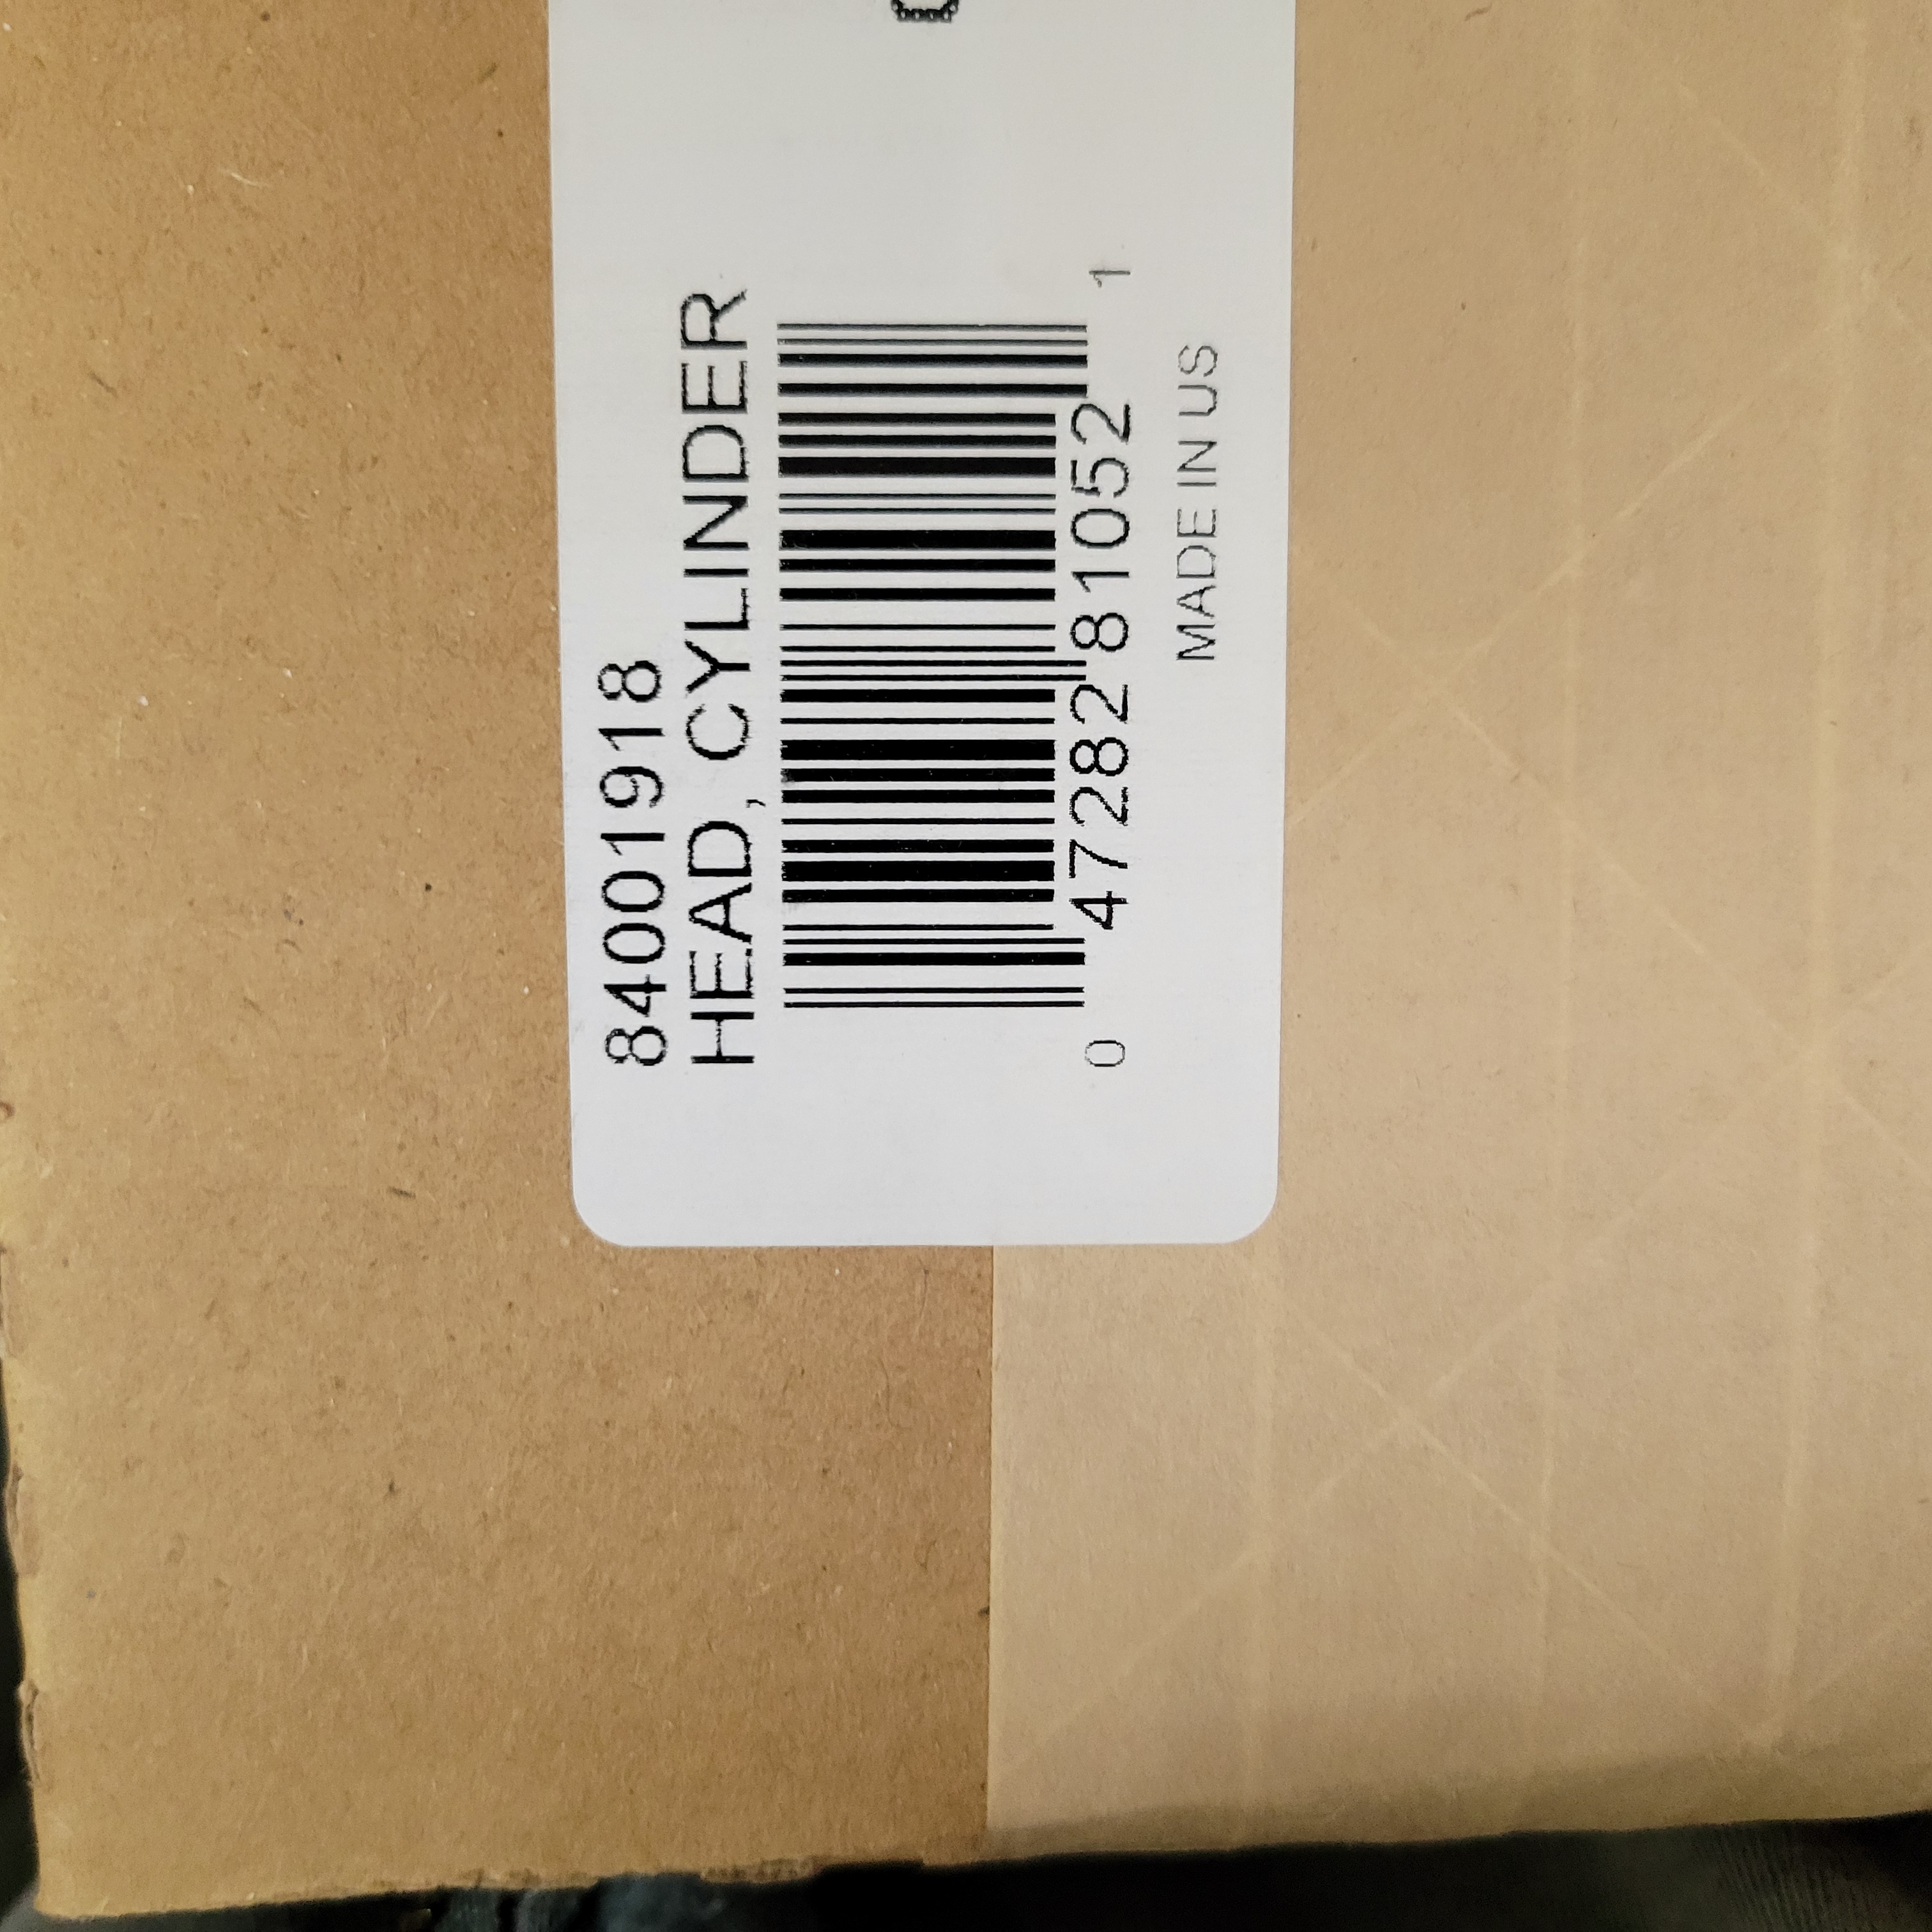 84001918
HEAD, CYLINDER
0 47282 81052 1
MADE IN US